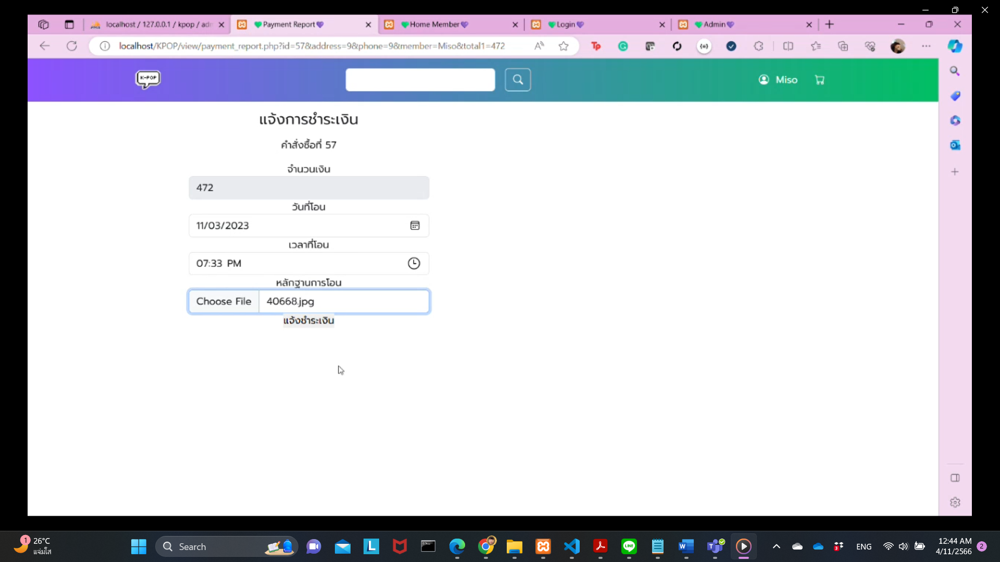 localhost / 127.0.0.1 / kpop / adm
💚Payment Report💜
💚Home Member💜
💚Login💜
💚Admin💜
localhost/KPOP/view/payment_report.php?id=57&address=9&phone=9&member=Miso&total1=472
K-POP
Miso
แจ้งการชำระเงิน
คำสั่งซื้อที่ 57
จำนวนเงิน
472
วันที่โอน
11/03/2023
เวลาที่โอน
07:33 PM
หลักฐานการโอน
Choose File 40668.jpg
แจ้งชำระเงิน
1
26°C
แจ่มใส
Search
ENG
12:44 AM
4/11/2566
2